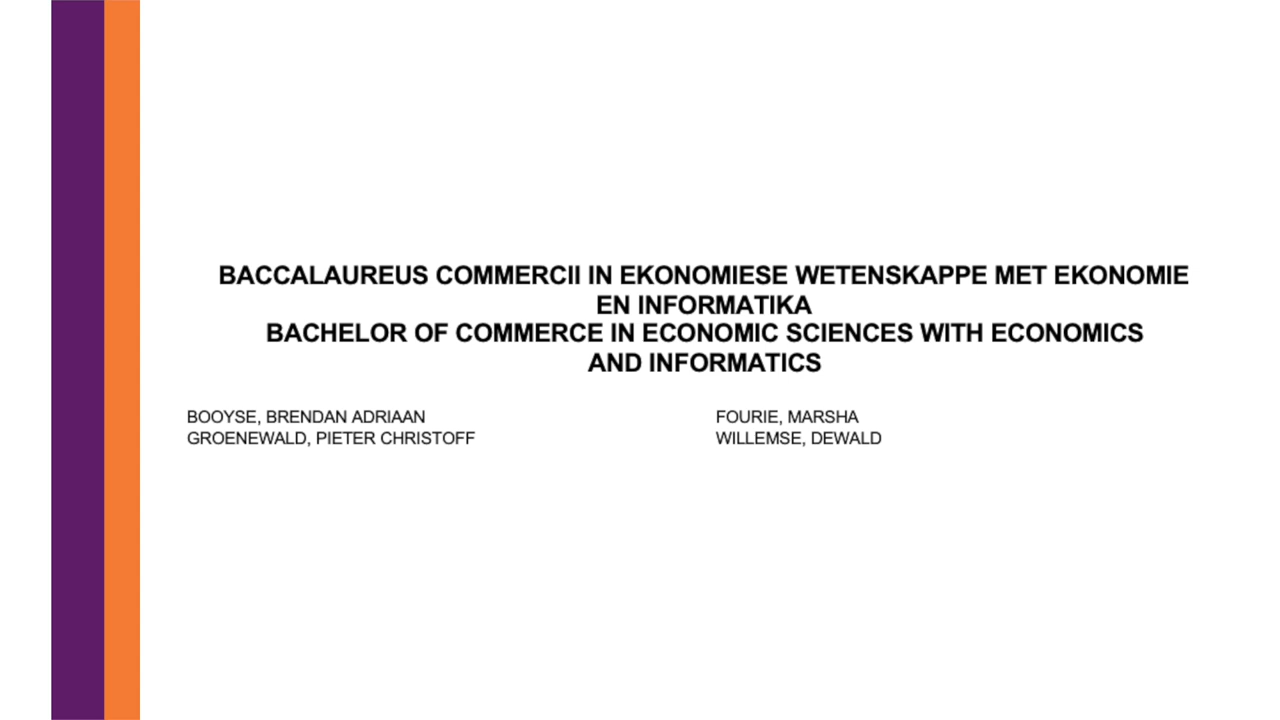 BACCALAUREUS COMMERCII IN EKONOMIESE WETENSKAPPE MET EKONOMIE
EN INFORMATIKA
BACHELOR OF COMMERCE IN ECONOMIC SCIENCES WITH ECONOMICS
AND INFORMATICS
BOOYSE, BRENDAN ADRIAAN
GROENEWALD, PIETER CHRISTOFF
FOURIE, MARSHA
WILLEMSE, DEWALD